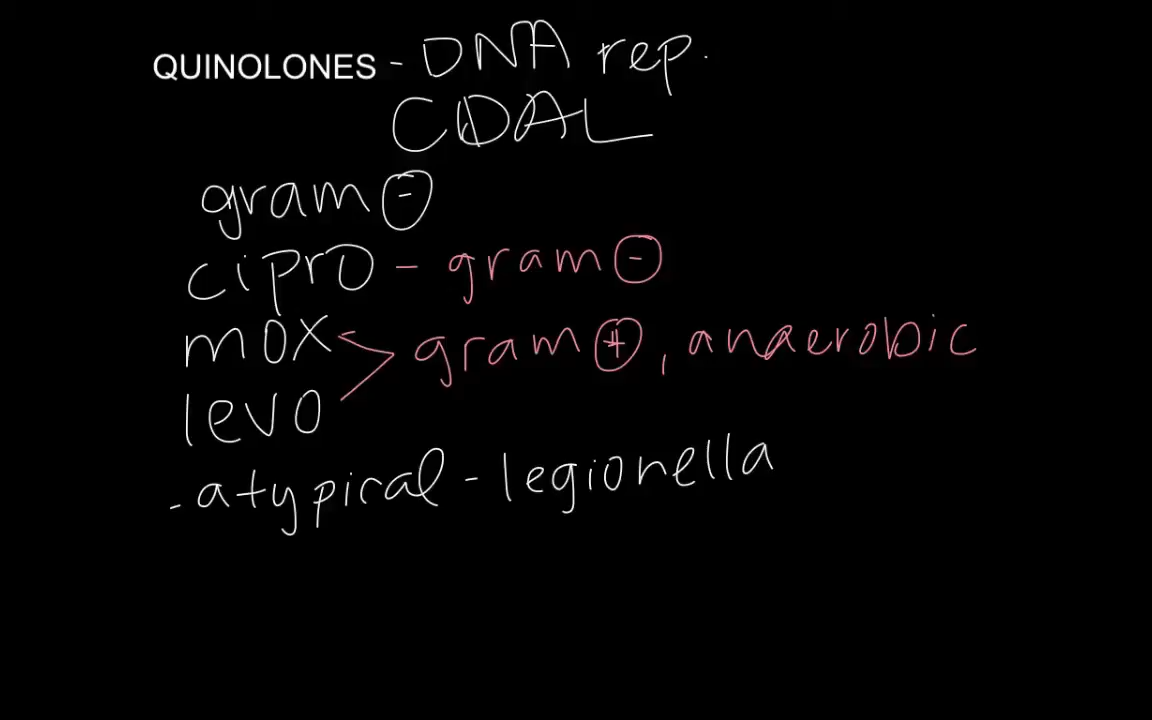 QUINOLONES - DNA rep.
CIDAL
gram ⊖
cipro - gram ⊖
mox > gram ⊕, anaerobic
levo
- atypical - legionella